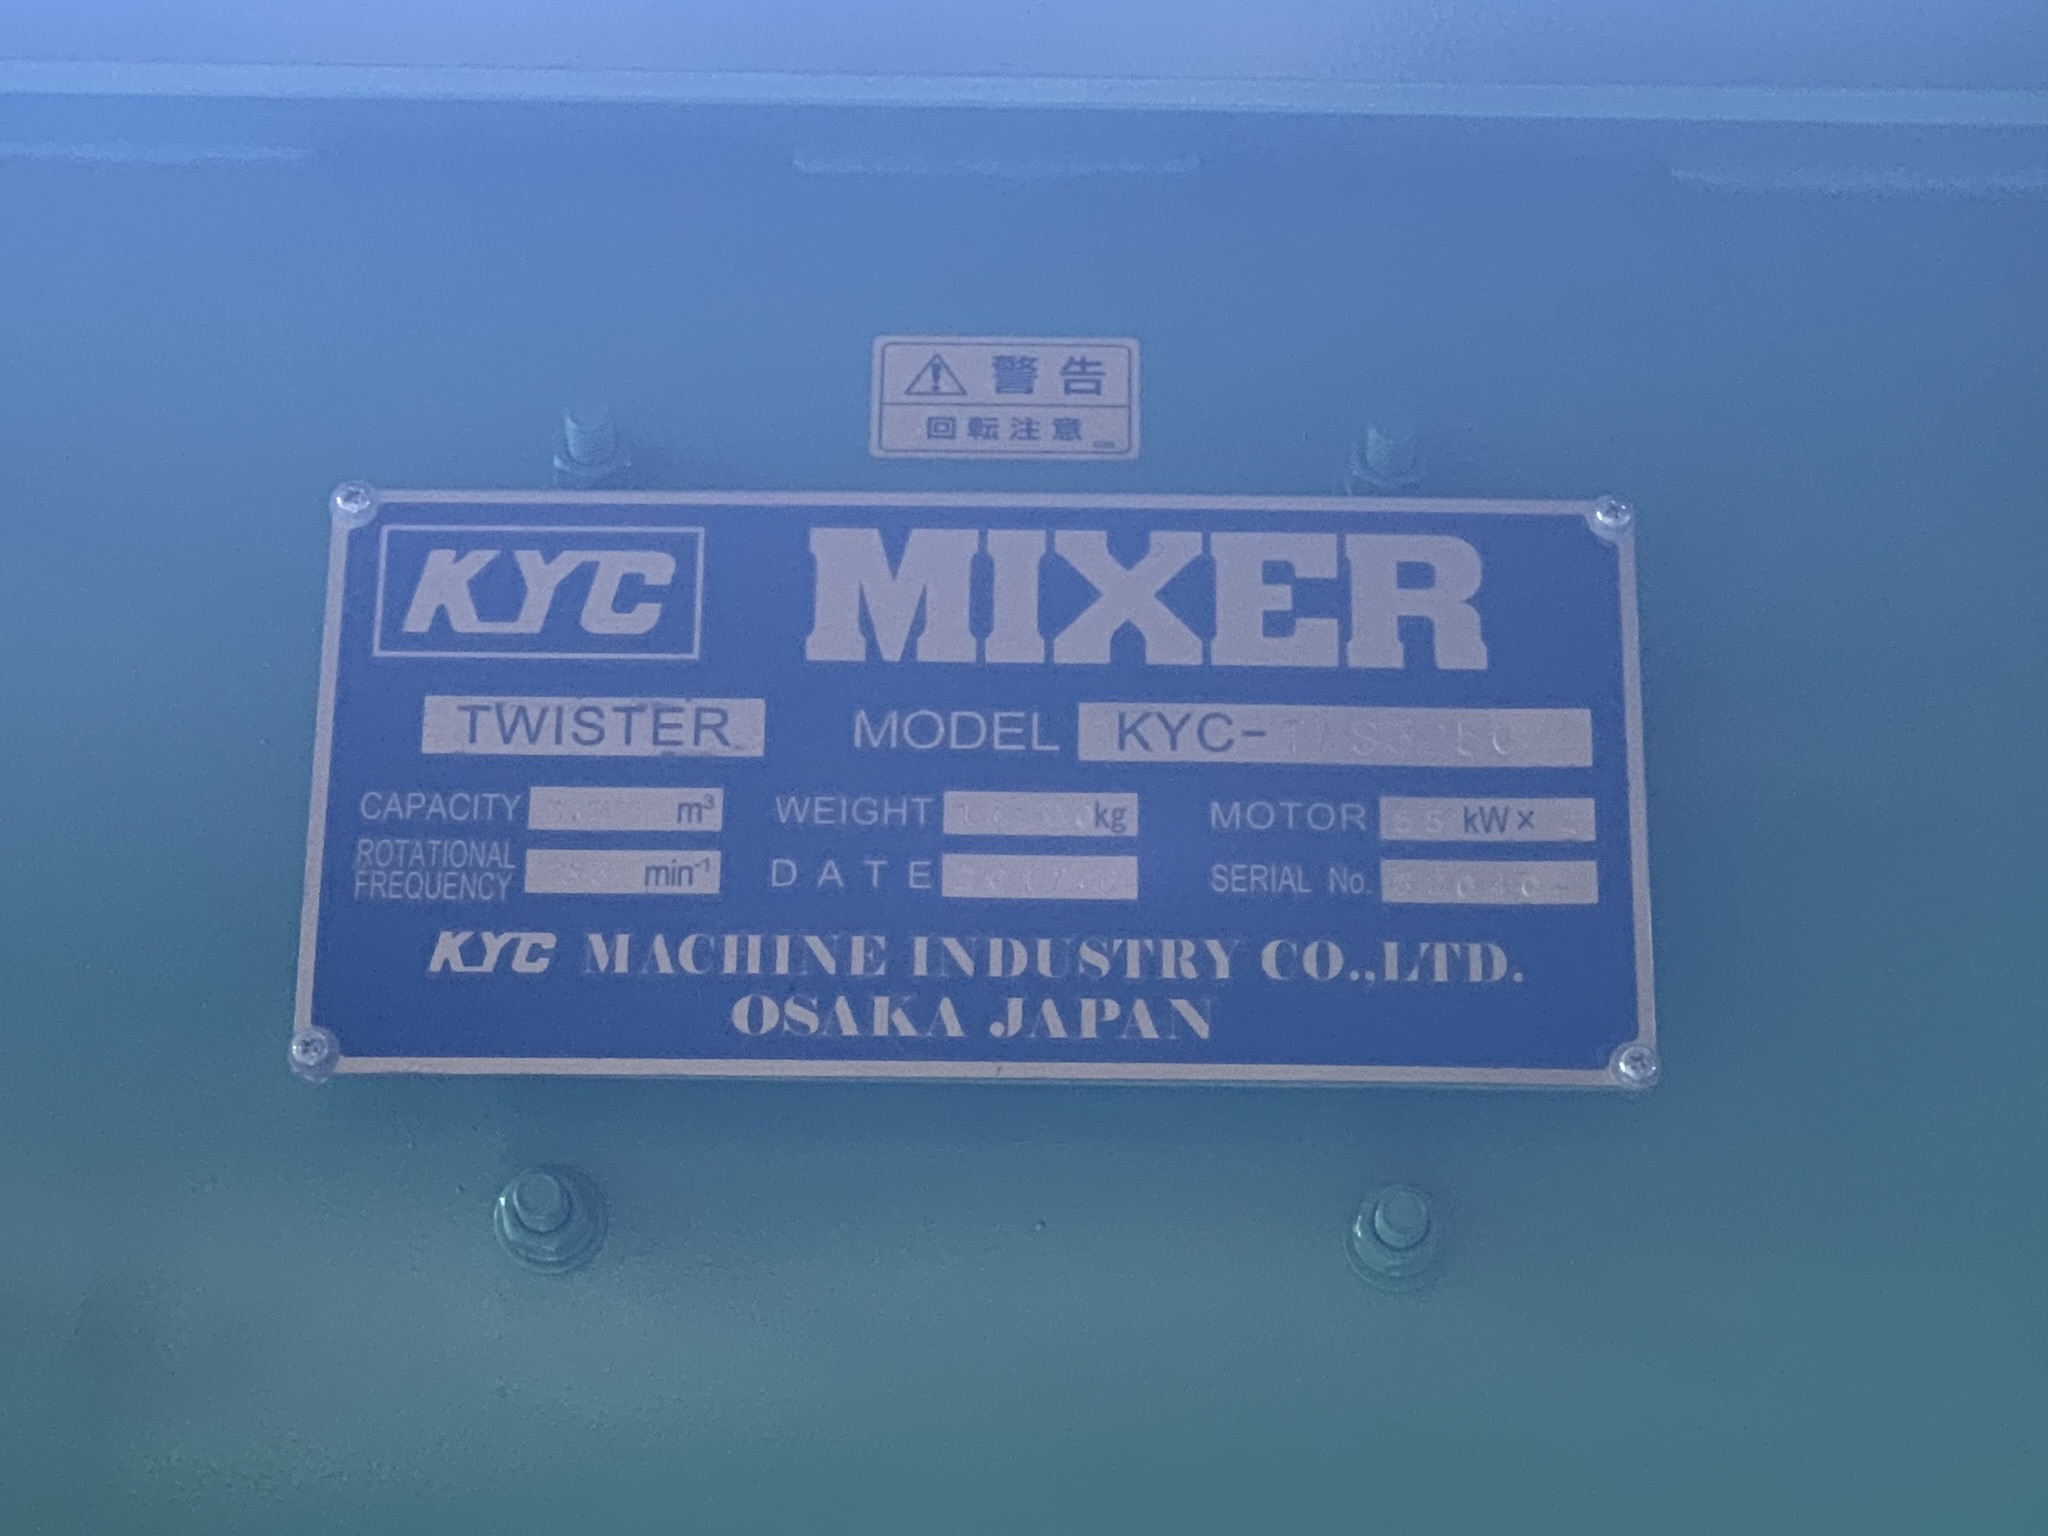 警告
回転注意
KYC MIXER
TWISTER MODEL KYC-
CAPACITY m³ WEIGHT kg MOTOR 55 kW×
ROTATIONAL FREQUENCY min⁻¹ DATE SERIAL No.
KYC MACHINE INDUSTRY CO.,LTD.
OSAKA JAPAN